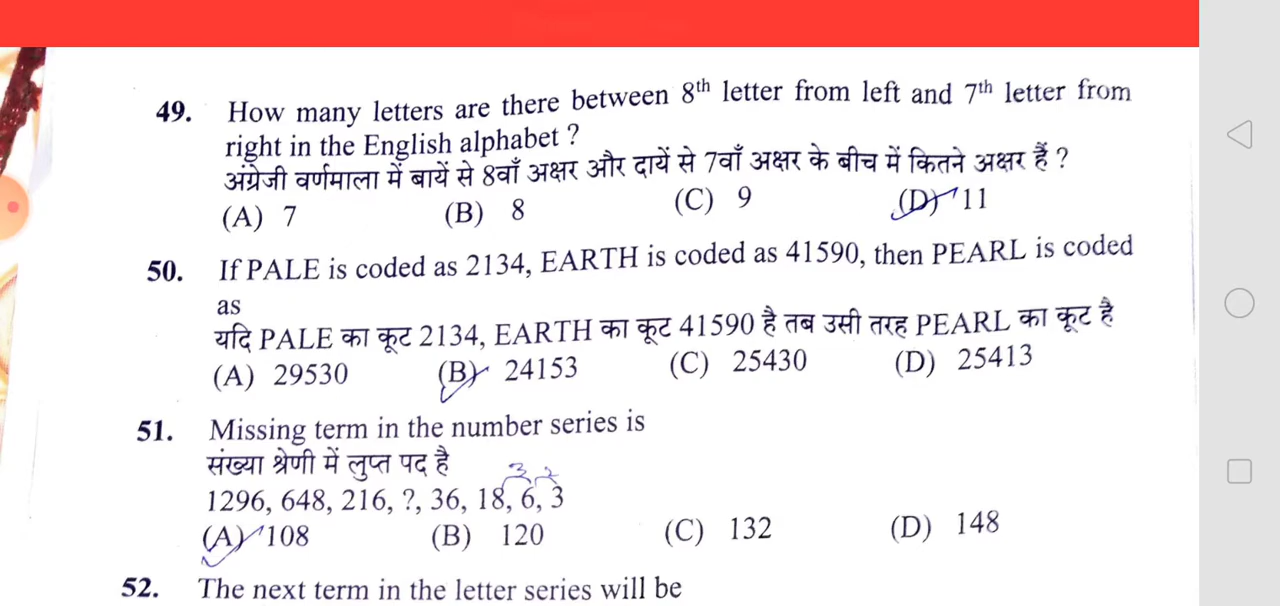 49. How many letters are there between 8th letter from left and 7th letter from
right in the English alphabet ?
अंग्रेजी वर्णमाला में बायें से 8वाँ अक्षर और दायें से 7वाँ अक्षर के बीच में कितने अक्षर हैं ?
(A) 7 (B) 8 (C) 9 (D) 11
50. If PALE is coded as 2134, EARTH is coded as 41590, then PEARL is coded
as
यदि PALE का कूट 2134, EARTH का कूट 41590 है तब उसी तरह PEARL का कूट है
(A) 29530 (B) 24153 (C) 25430 (D) 25413
51. Missing term in the number series is
संख्या श्रेणी में लुप्त पद है
3 2
1296, 648, 216, ?, 36, 18, 6, 3
(A) 108 (B) 120 (C) 132 (D) 148
52. The next term in the letter series will be